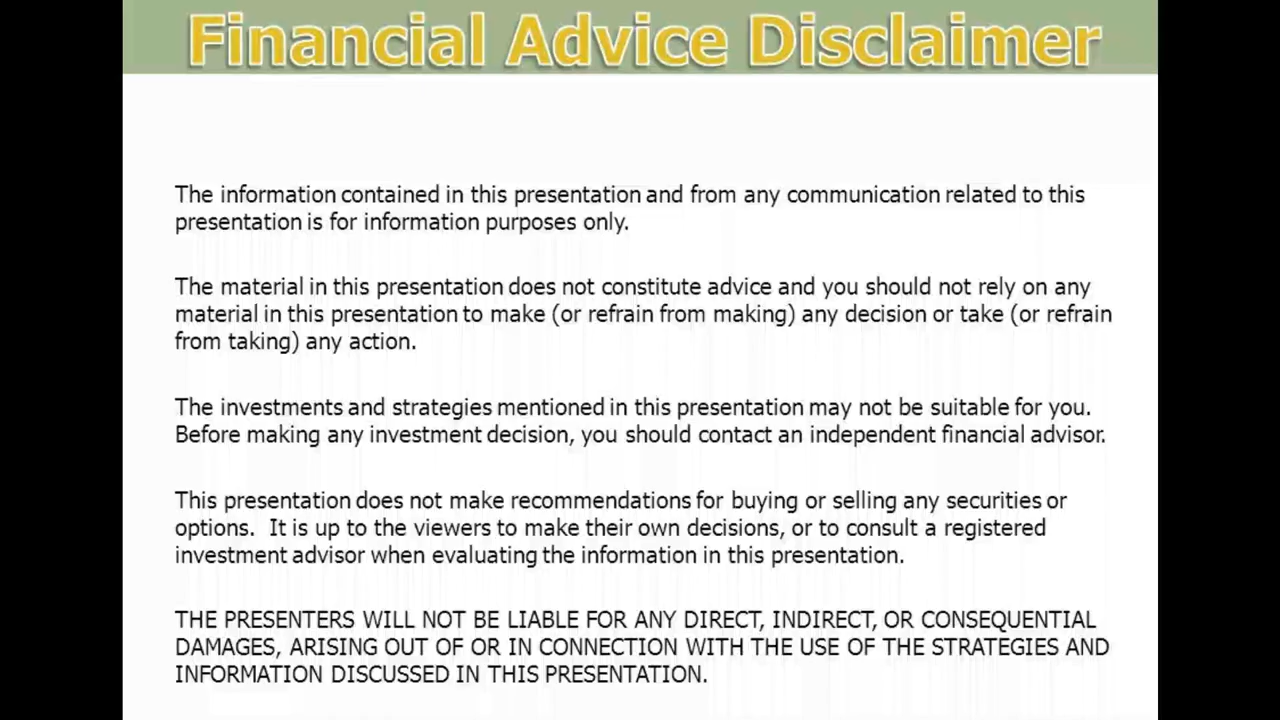 Financial Advice Disclaimer
The information contained in this presentation and from any communication related to this
presentation is for information purposes only.
The material in this presentation does not constitute advice and you should not rely on any
material in this presentation to make (or refrain from making) any decision or take (or refrain
from taking) any action.
The investments and strategies mentioned in this presentation may not be suitable for you.
Before making any investment decision, you should contact an independent financial advisor.
This presentation does not make recommendations for buying or selling any securities or
options.  It is up to the viewers to make their own decisions, or to consult a registered
investment advisor when evaluating the information in this presentation.
THE PRESENTERS WILL NOT BE LIABLE FOR ANY DIRECT, INDIRECT, OR CONSEQUENTIAL
DAMAGES, ARISING OUT OF OR IN CONNECTION WITH THE USE OF THE STRATEGIES AND
INFORMATION DISCUSSED IN THIS PRESENTATION.